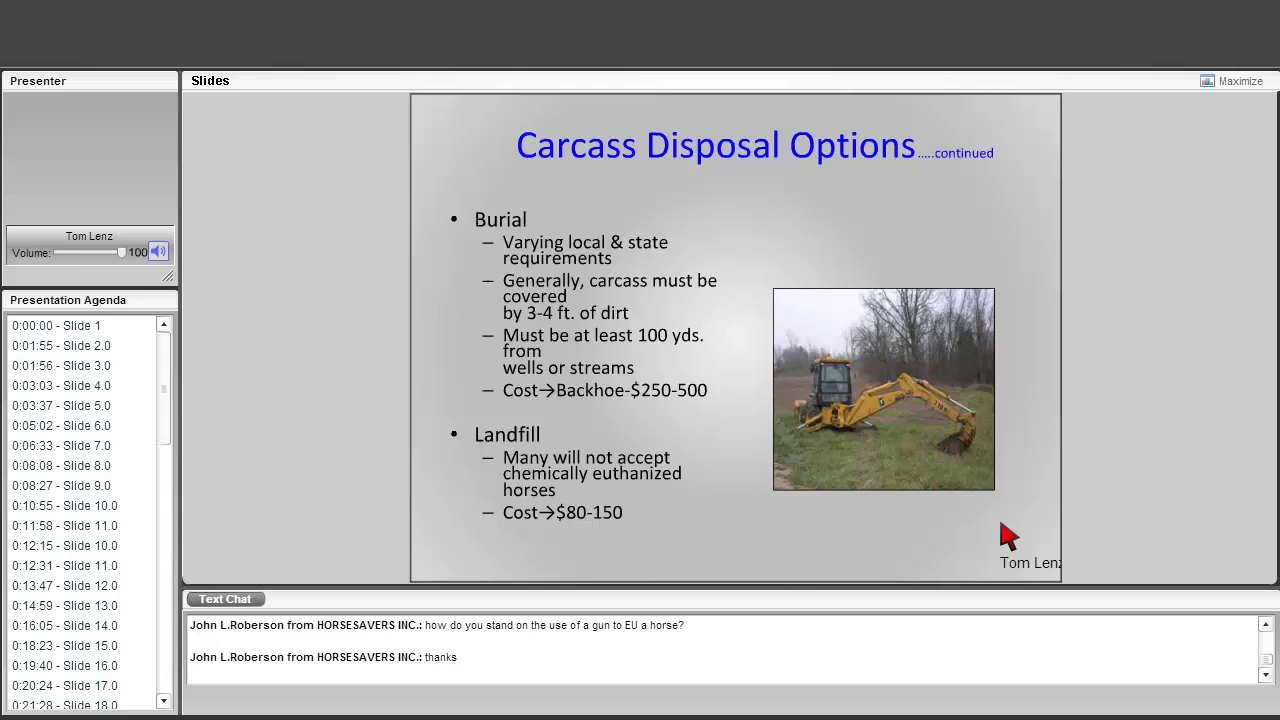 Presenter
Slides
Maximize
Tom Lenz
Volume:
100
Presentation Agenda
0:00:00 - Slide 1
0:01:55 - Slide 2.0
0:01:56 - Slide 3.0
0:03:03 - Slide 4.0
0:03:37 - Slide 5.0
0:05:02 - Slide 6.0
0:06:33 - Slide 7.0
0:08:08 - Slide 8.0
0:08:27 - Slide 9.0
0:10:55 - Slide 10.0
0:11:58 - Slide 11.0
0:12:15 - Slide 10.0
0:12:31 - Slide 11.0
0:13:47 - Slide 12.0
0:14:59 - Slide 13.0
0:16:05 - Slide 14.0
0:18:23 - Slide 15.0
0:19:40 - Slide 16.0
0:20:24 - Slide 17.0
0:21:28 - Slide 18.0
Carcass Disposal Options.....continued
• Burial
– Varying local & state
requirements
– Generally, carcass must be
covered
by 3-4 ft. of dirt
– Must be at least 100 yds.
from
wells or streams
– Cost→Backhoe-$250-500
• Landfill
– Many will not accept
chemically euthanized
horses
– Cost→$80-150
Tom Lenz
Text Chat
John L.Roberson from HORSESAVERS INC.: how do you stand on the use of a gun to EU a horse?
John L.Roberson from HORSESAVERS INC.: thanks